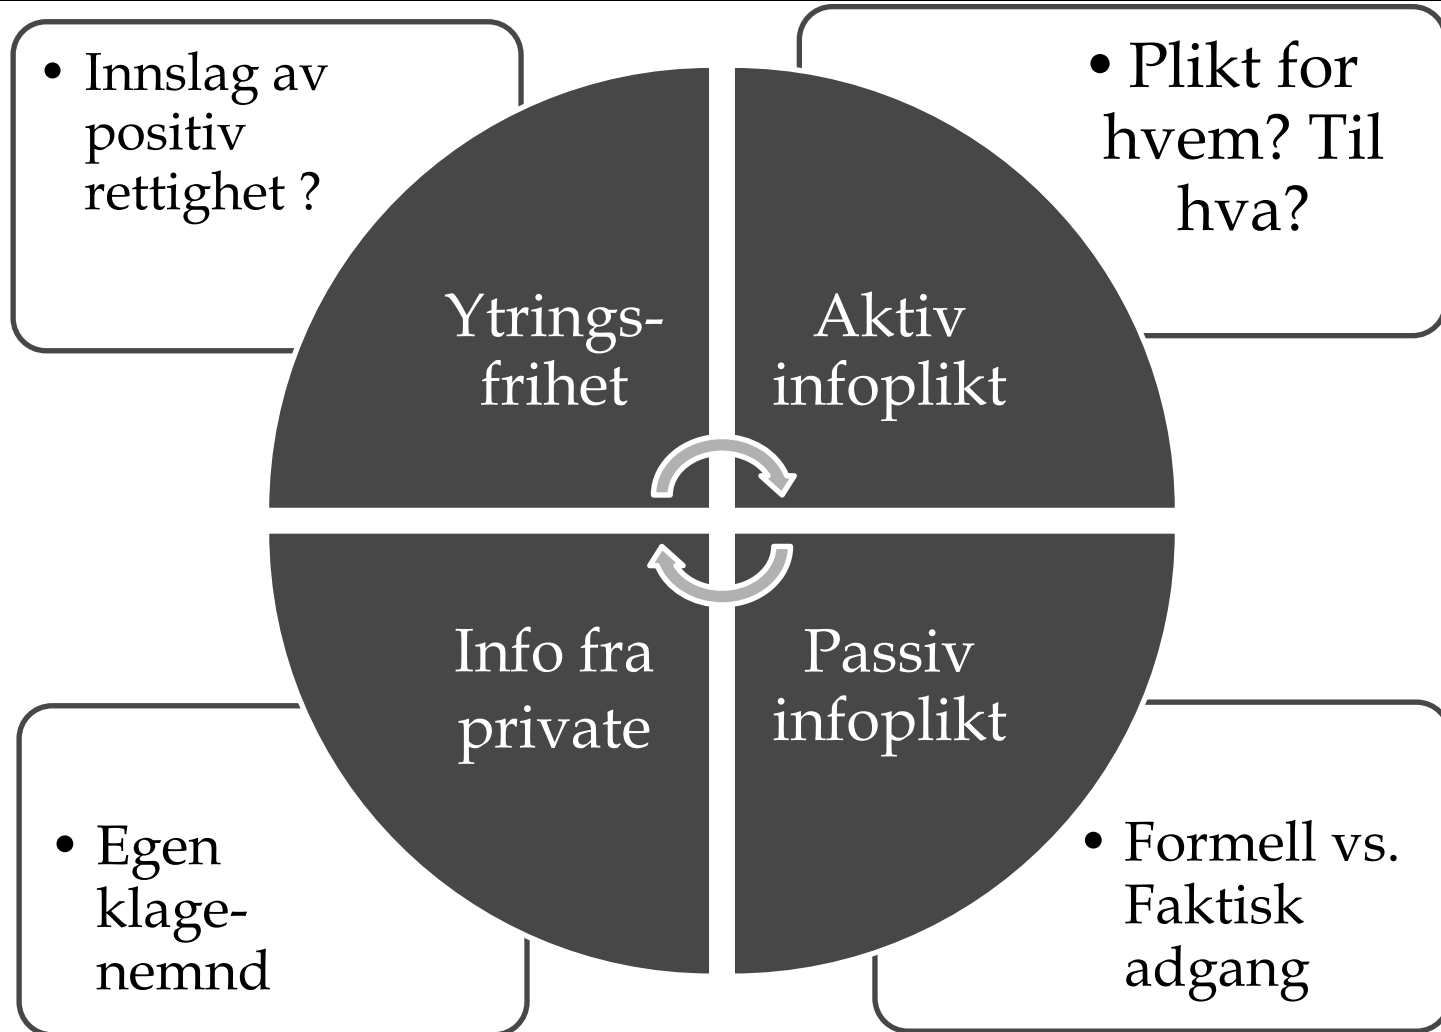 • Innslag av
positiv
rettighet ?
• Plikt for
hvem? Til
hva?
Ytrings-
frihet
Aktiv
infoplikt
Info fra
private
Passiv
infoplikt
• Egen
klage-
nemnd
• Formell vs.
Faktisk
adgang